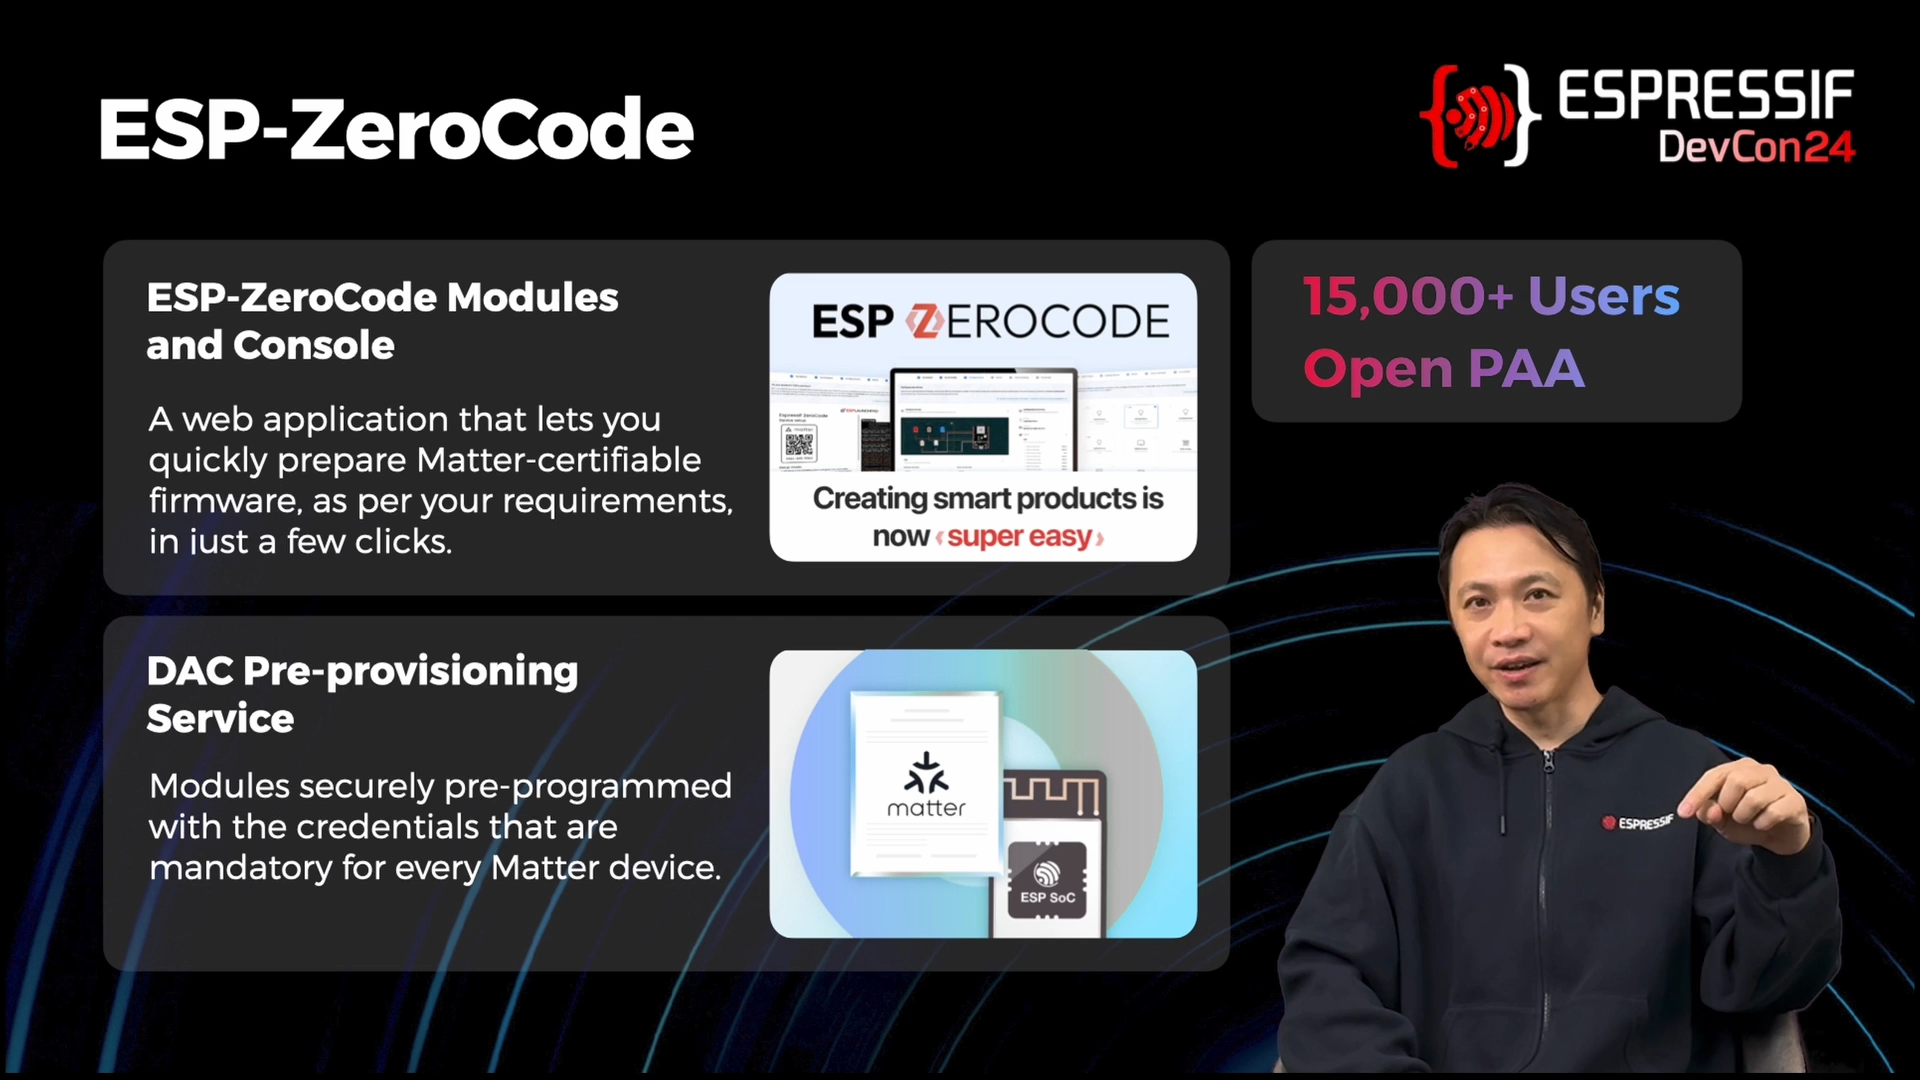 ESP-ZeroCode
ESPRESSIF
DevCon24
ESP-ZeroCode Modules
and Console
A web application that lets you
quickly prepare Matter-certifiable
firmware, as per your requirements,
in just a few clicks.
ESP ZEROCODE
matter
Creating smart products is
now ‹super easy›
15,000+ Users
Open PAA
DAC Pre-provisioning
Service
Modules securely pre-programmed
with the credentials that are
mandatory for every Matter device.
matter
ESP SoC
ESPRESSIF